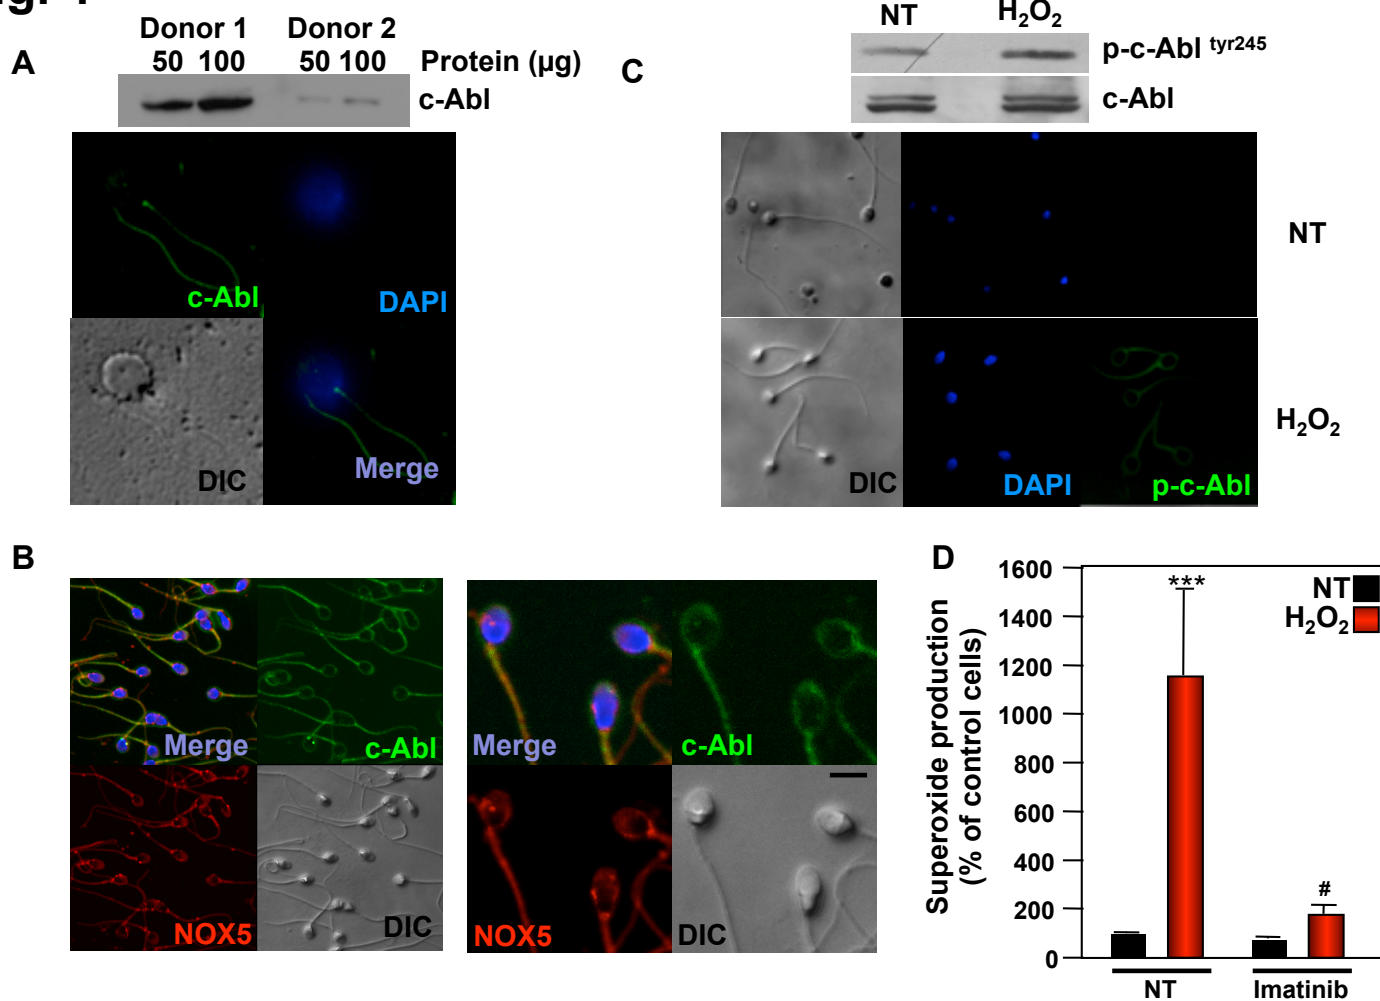 A
Donor 1 Donor 2
50 100 50 100 Protein (µg)
c-Abl
c-Abl
DAPI
DIC
Merge
B
Merge
c-Abl
NOX5
DIC
Merge
c-Abl
NOX5
DIC
C
NT H₂O₂
p-c-Abl tyr245
c-Abl
NT
H₂O₂
DIC
DAPI
p-c-Abl
D
Superoxide production
(% of control cells)
1600
1400
1200
1000
800
600
400
200
0
***
#
NT
H₂O₂
NT Imatinib